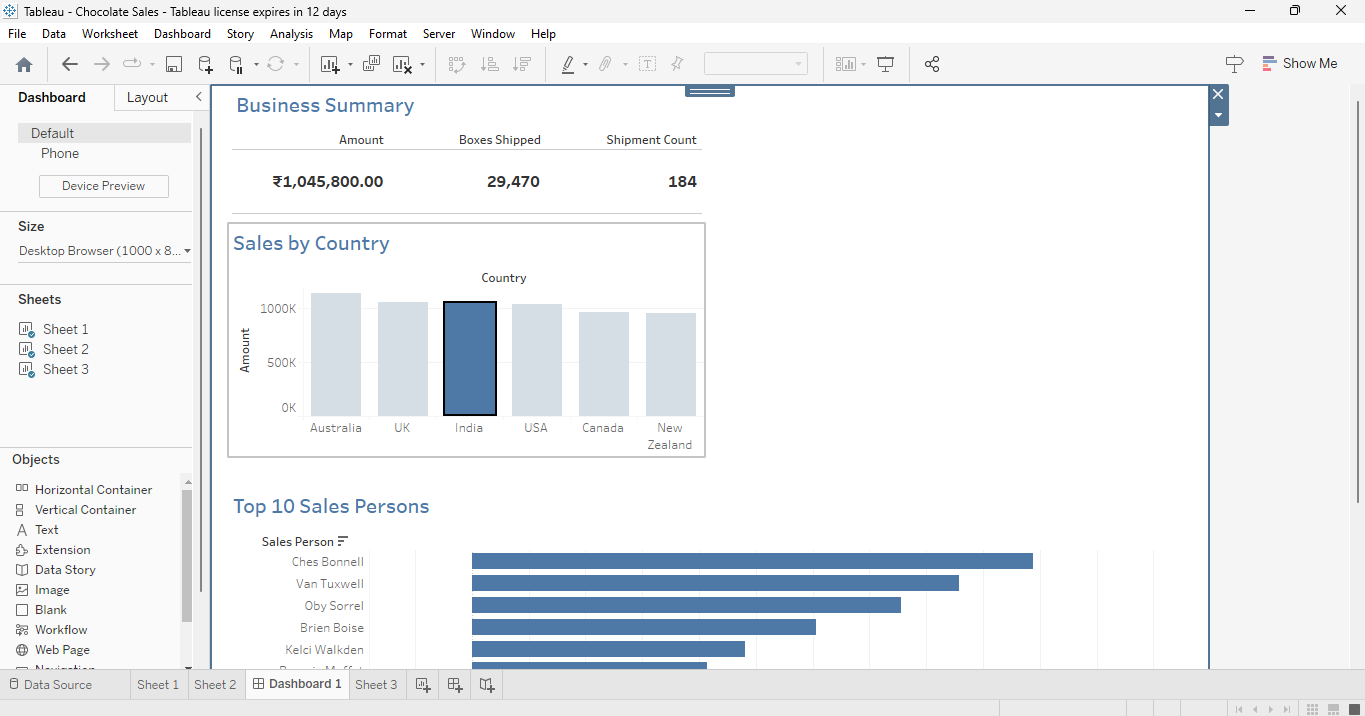 Tableau - Chocolate Sales - Tableau license expires in 12 days
File Data Worksheet Dashboard Story Analysis Map Format Server Window Help
Show Me
Dashboard Layout
Default
Phone
Device Preview
Size
Desktop Browser (1000 x 8...
Sheets
Sheet 1
Sheet 2
Sheet 3
Objects
Horizontal Container
Vertical Container
Text
Extension
Data Story
Image
Blank
Workflow
Web Page
Business Summary
Amount Boxes Shipped Shipment Count
₹1,045,800.00 29,470 184
Sales by Country
Country
Amount
1000K
500K
0K
Australia UK India USA Canada New Zealand
Top 10 Sales Persons
Sales Person
Ches Bonnell
Van Tuxwell
Oby Sorrel
Brien Boise
Kelci Walkden
Data Source Sheet 1 Sheet 2 Dashboard 1 Sheet 3